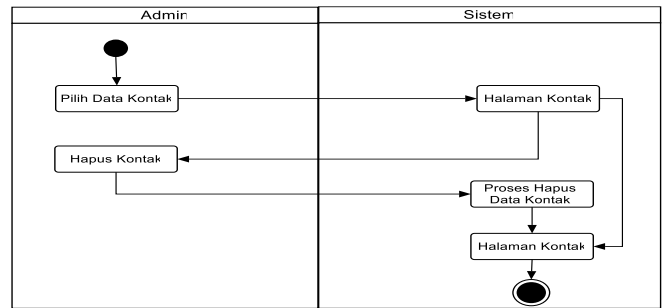 Admin
Sistem
Pilih Data Kontak
Halaman Kontak
Hapus Kontak
Proses Hapus
Data Kontak
Halaman Kontak